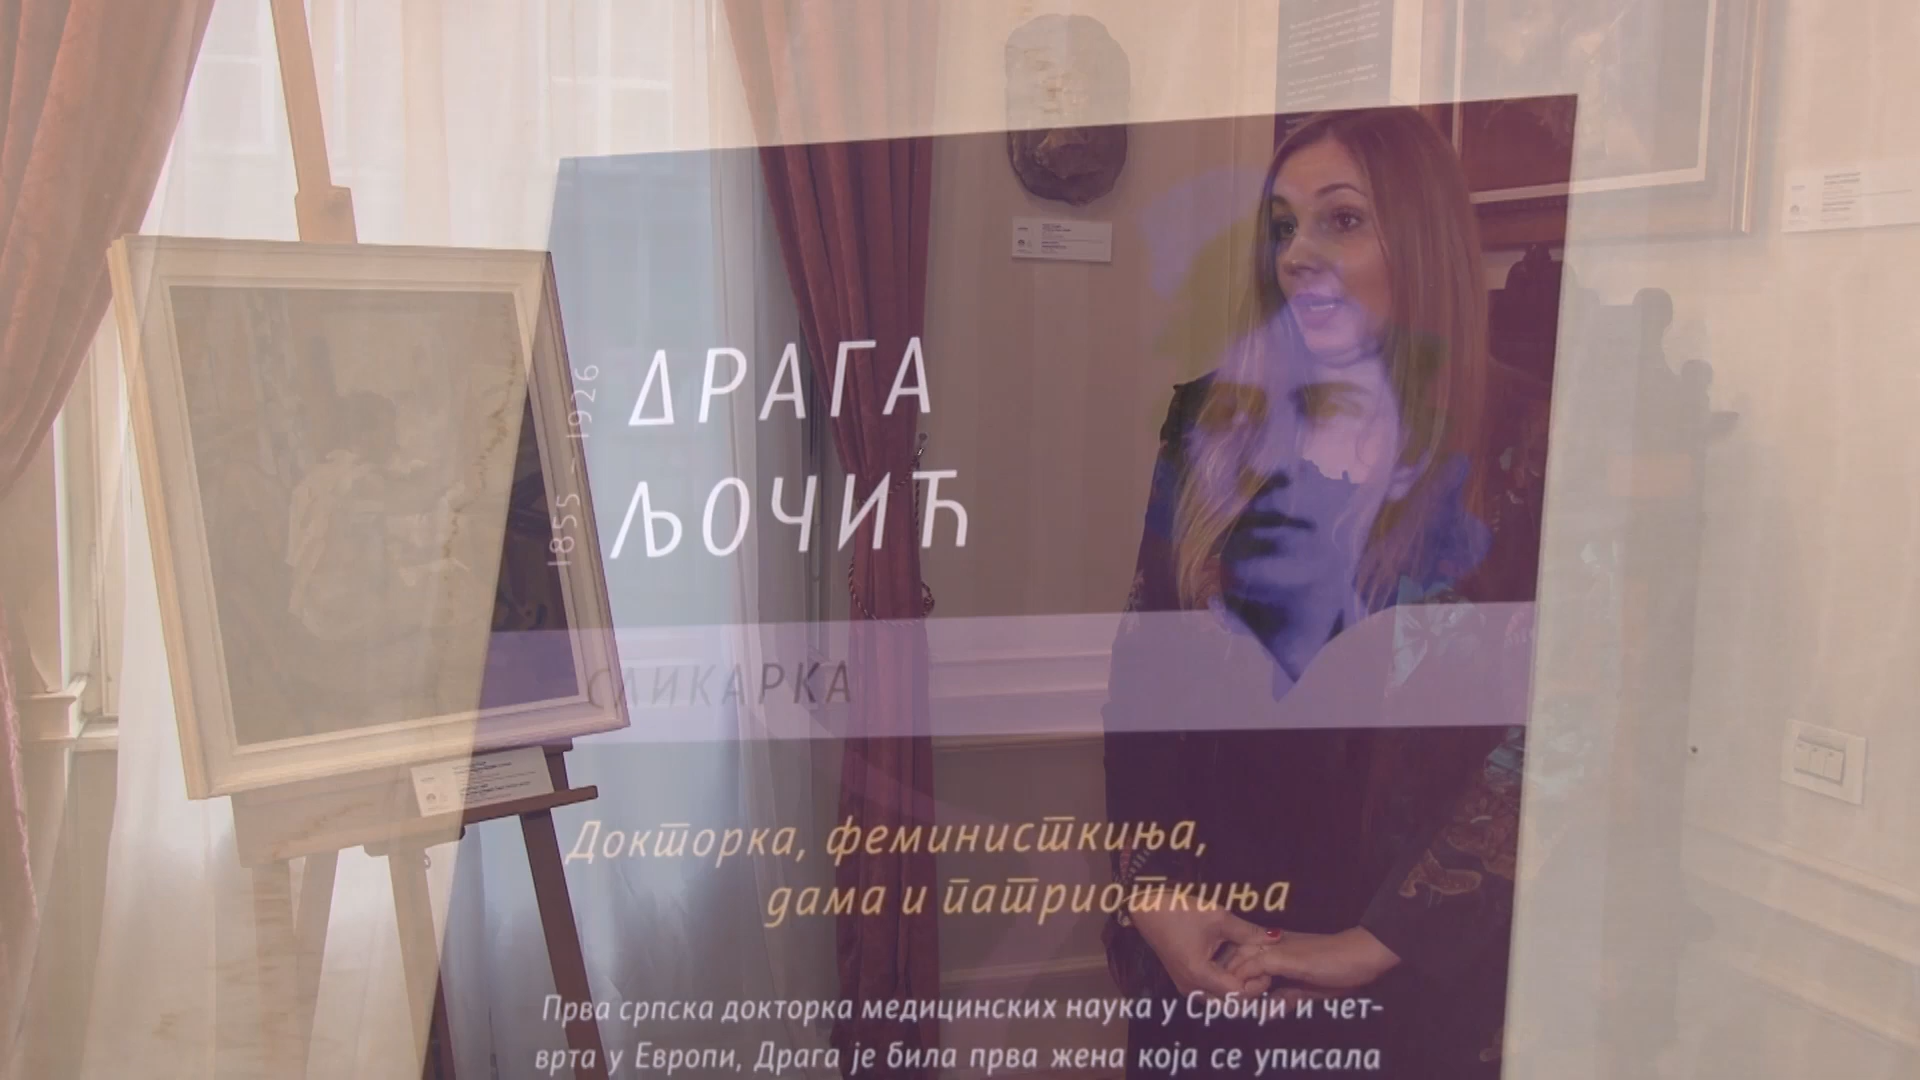 ДРАГА
ЉОЧИЋ
1855 – 1926
СЛИКАРКА
Докторка, феминисткиња,
дама и патриоткиња
Прва српска докторка медицинских наука у Србији и чет-
врта у Европи, Драга је била прва жена која се уписала